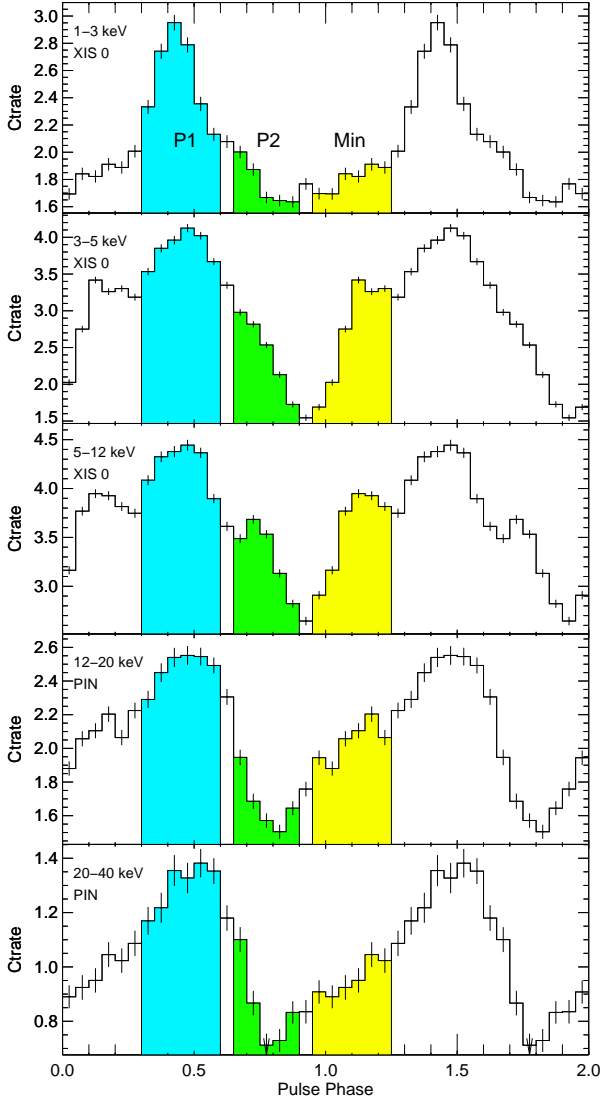 3.0
2.8
2.6
2.4
2.2
2.0
1.8
1.6
Ctrate
1–3 keV
XIS 0
P1 P2 Min
4.0
3.5
3.0
2.5
2.0
1.5
Ctrate
3–5 keV
XIS 0
4.5
4.0
3.5
3.0
Ctrate
5–12 keV
XIS 0
2.6
2.4
2.2
2.0
1.8
1.6
Ctrate
12–20 keV
PIN
1.4
1.2
1.0
0.8
Ctrate
20–40 keV
PIN
0.0 0.5 1.0 1.5 2.0
Pulse Phase